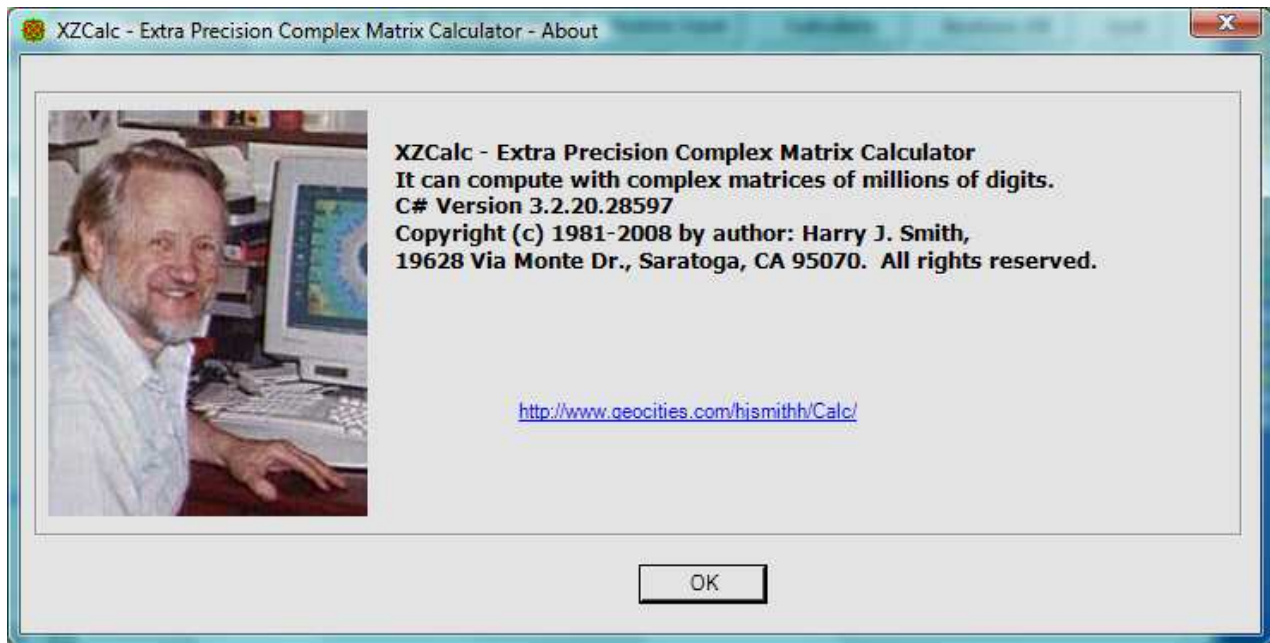 XZCalc - Extra Precision Complex Matrix Calculator - About
XZCalc - Extra Precision Complex Matrix Calculator
It can compute with complex matrices of millions of digits.
C# Version 3.2.20.28597
Copyright (c) 1981-2008 by author: Harry J. Smith,
19628 Via Monte Dr., Saratoga, CA 95070.  All rights reserved.
http://www.geocities.com/hjsmithh/Calc/
OK